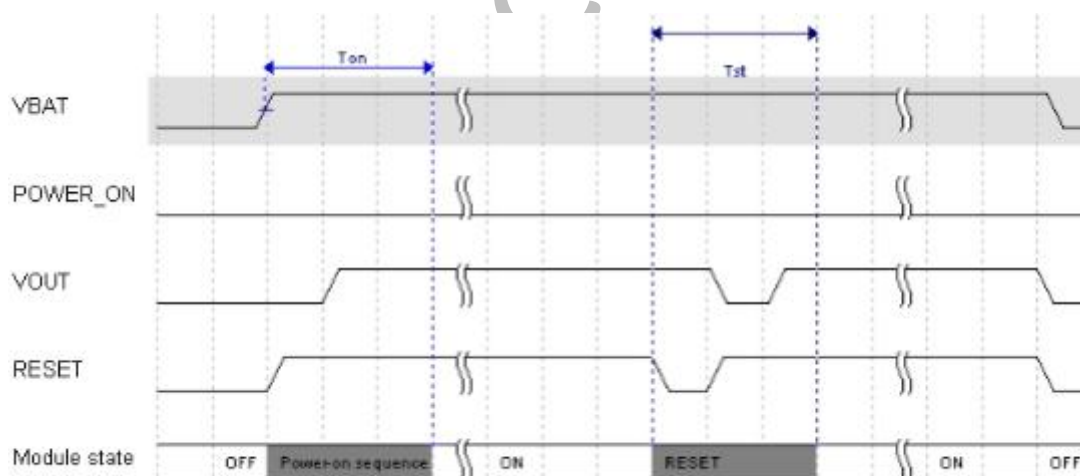 Ton
Tst
VBAT
POWER_ON
VOUT
RESET
Module state
OFF
Power-on sequence
ON
RESET
ON
OFF